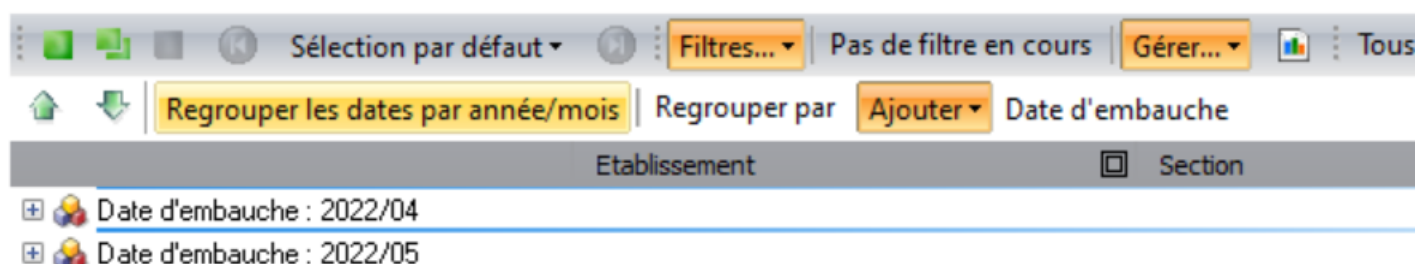 Sélection par défaut Filtres... Pas de filtre en cours Gérer... Tous
Regrouper les dates par année/mois Regrouper par Ajouter Date d'embauche
Etablissement Section
Date d'embauche : 2022/04
Date d'embauche : 2022/05